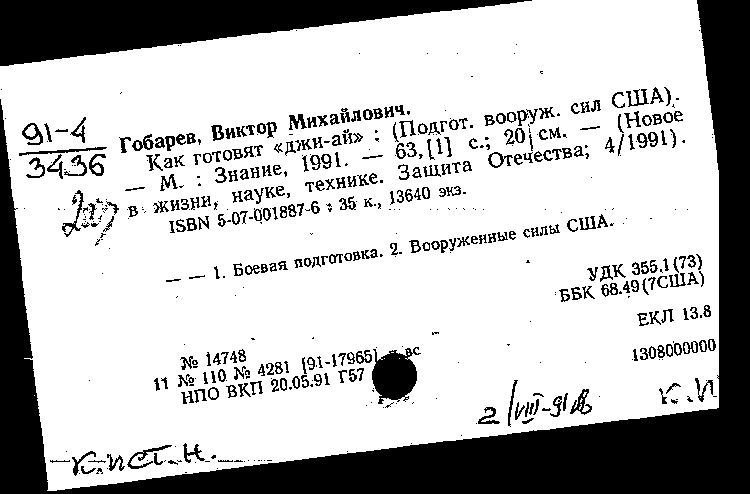 91-4
3436
Гобарев, Виктор Михайлович.
Как готовят «джи-ай» : (Подгот. вооруж. сил США).
— М. : Знание, 1991. — 63,[1] с.; 20 см. — (Новое
в жизни, науке, технике. Защита Отечества; 4/1991).
ISBN 5-07-001887-6 : 35 к., 13640 экз.
— — 1. Боевая подготовка. 2. Вооруженные силы США.
УДК 355.1(73)
ББК 68.49(7США)
№ 14748
ЕКЛ 13.8
11 № 110 № 4281 [91-17965] вс
НПО ВКП 20.05.91 Г57
1308000000
2/VIII-91
К.И
К.ист.н.